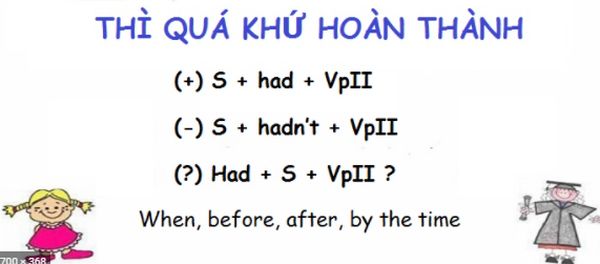 THÌ QUÁ KHỨ HOÀN THÀNH
(+) S + had + VpII
(-) S + hadn't + VpII
(?) Had + S + VpII ?
When, before, after, by the time
700 × 368